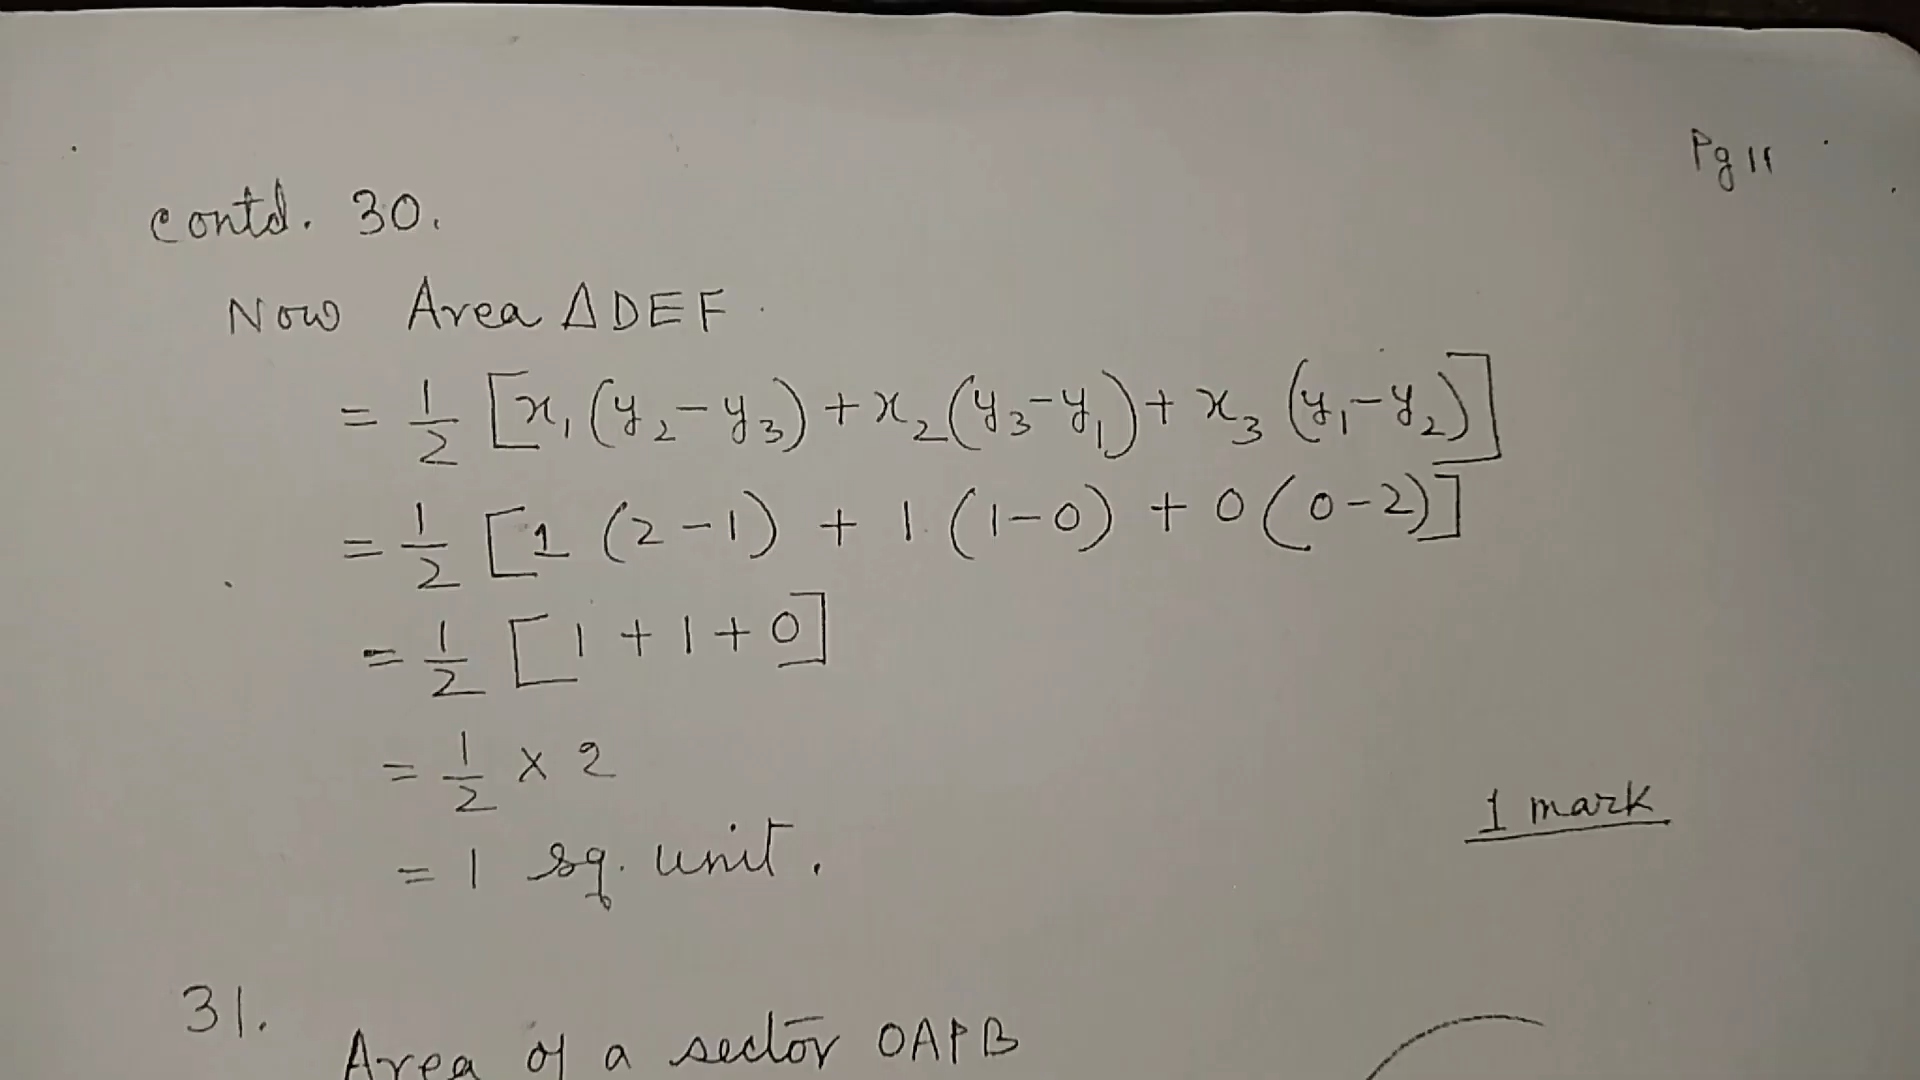 Pg 11
contd. 30.
Now Area ΔDEF
= 1/2 [x₁(y₂-y₃)+x₂(y₃-y₁)+x₃(y₁-y₂)]
= 1/2 [1 (2-1) + 1 (1-0) + 0 (0-2)]
= 1/2 [1+1+0]
= 1/2 × 2
= 1 sq. unit.
1 mark
31.
Area of a sector OAPB